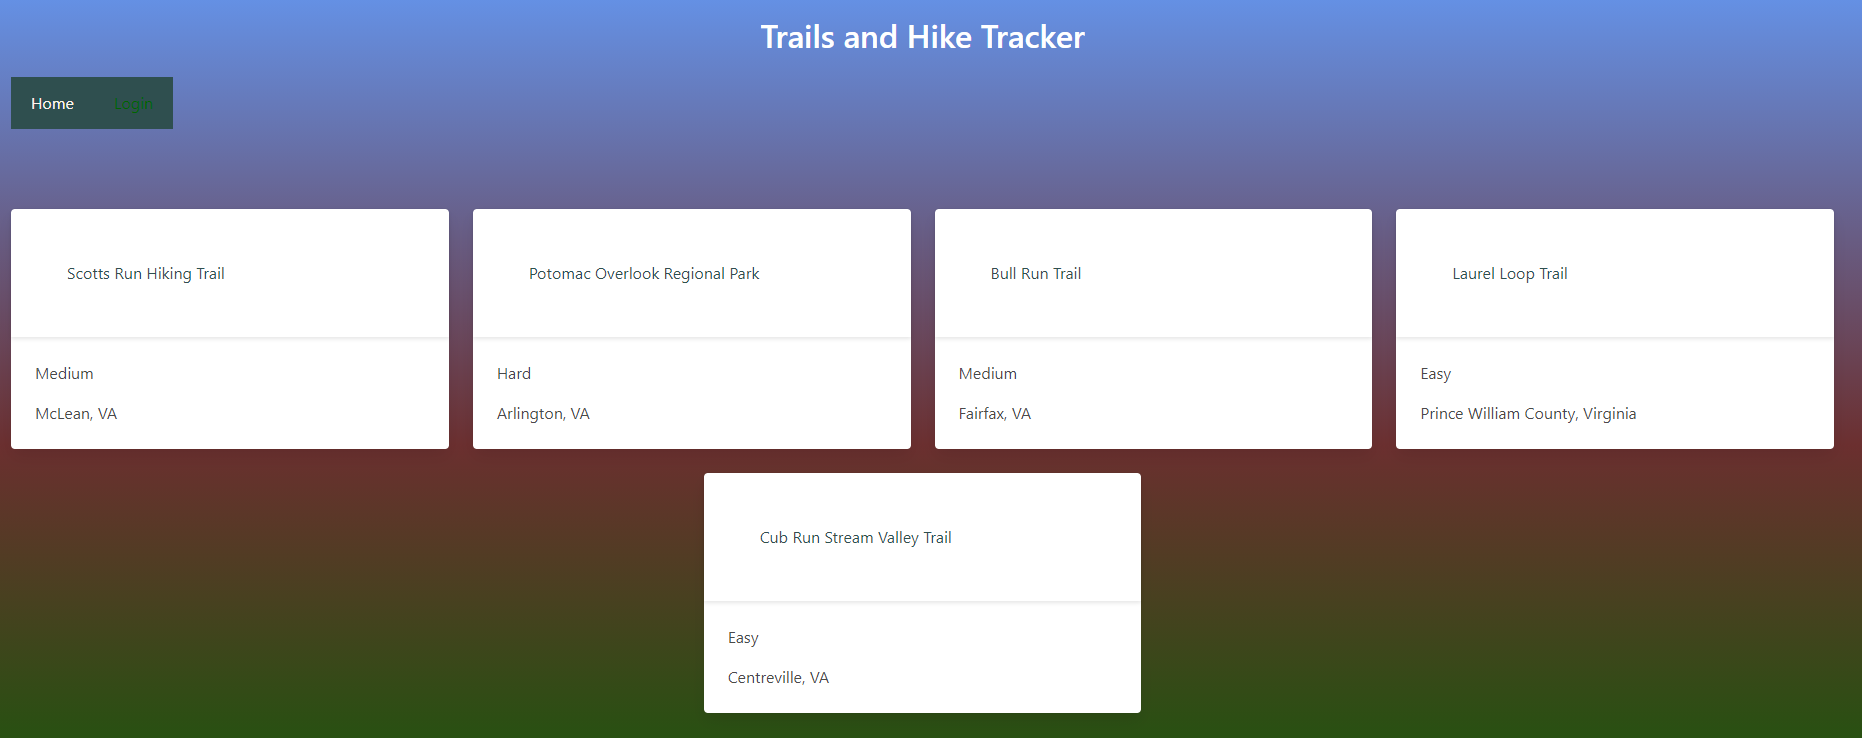 Trails and Hike Tracker
Home Login
Scotts Run Hiking Trail
Medium
McLean, VA
Potomac Overlook Regional Park
Hard
Arlington, VA
Bull Run Trail
Medium
Fairfax, VA
Laurel Loop Trail
Easy
Prince William County, Virginia
Cub Run Stream Valley Trail
Easy
Centreville, VA